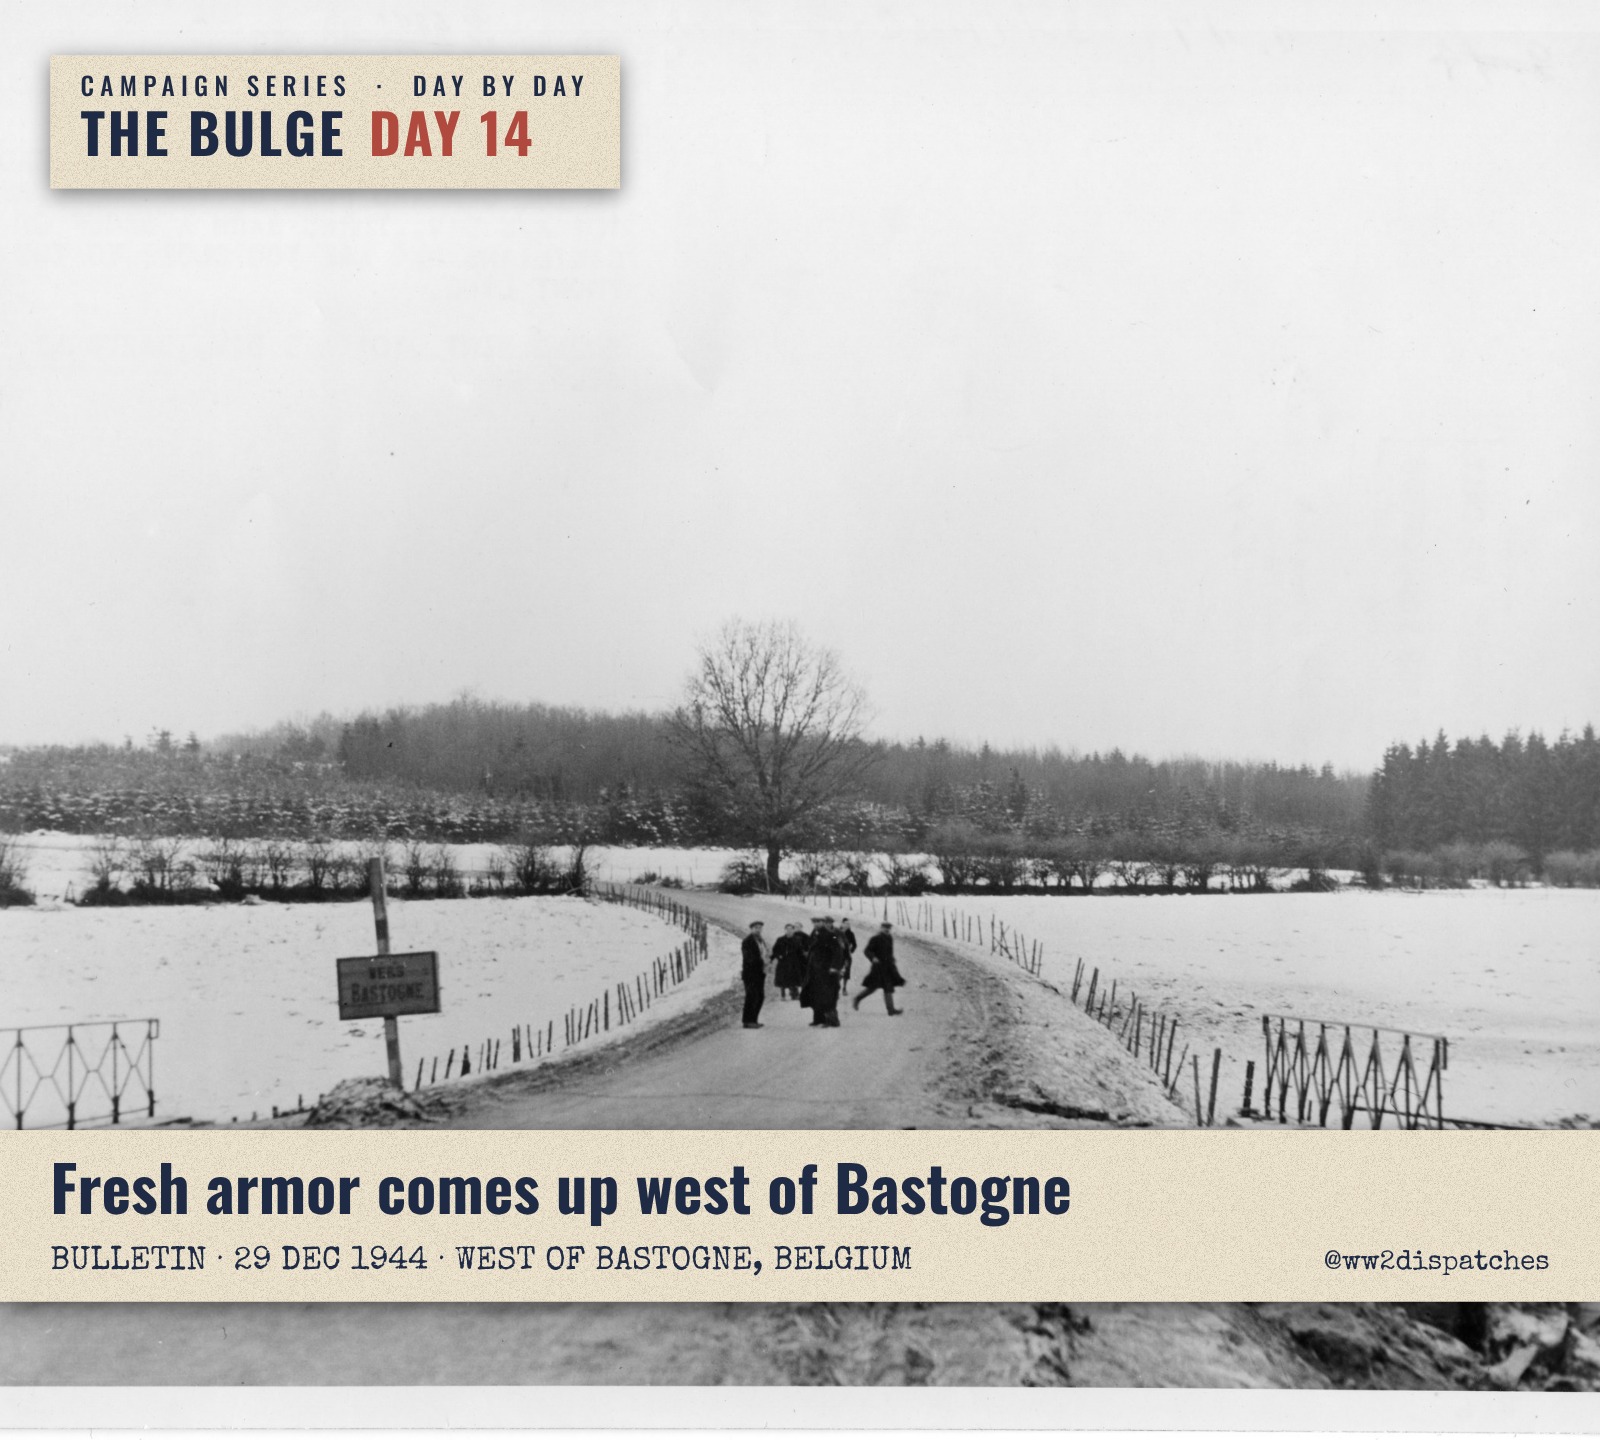 CAMPAIGN SERIES · DAY BY DAY
THE BULGE DAY 14
VERS
BASTOGNE
Fresh armor comes up west of Bastogne
BULLETIN · 29 DEC 1944 · WEST OF BASTOGNE, BELGIUM
@ww2dispatches